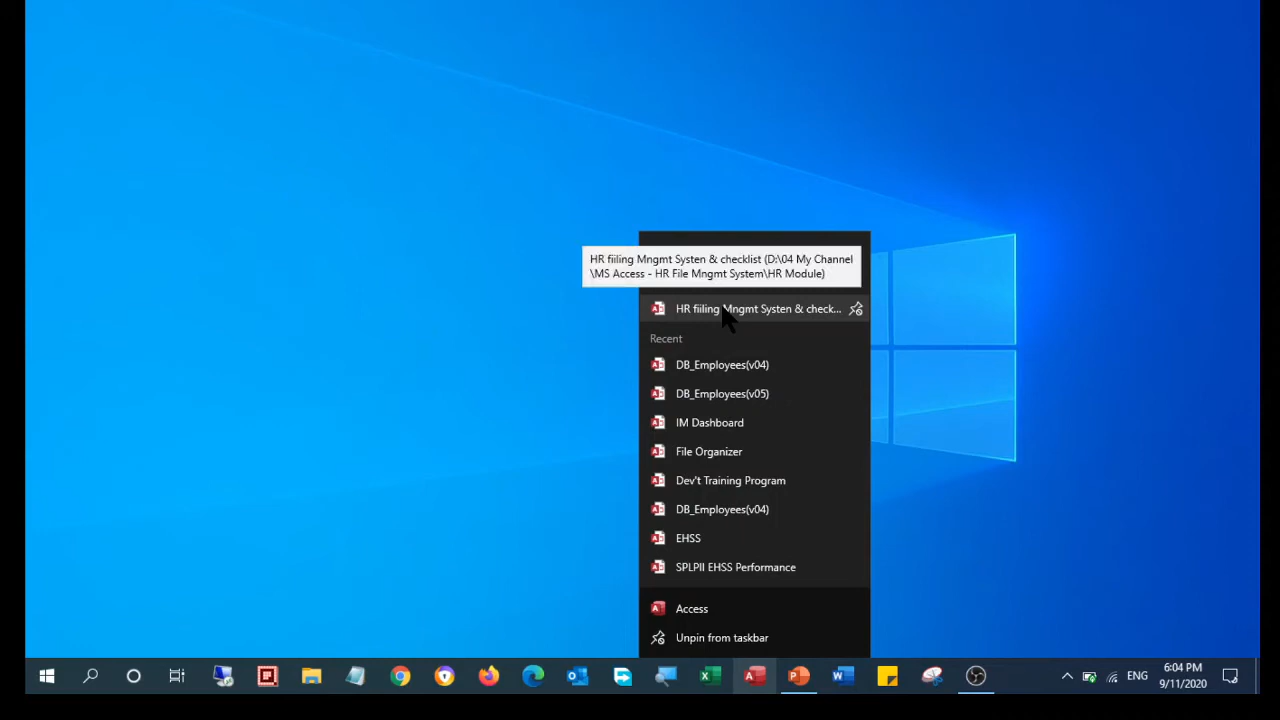 HR fiiling Mngmt Systen & checklist (D:\04 My Channel
\MS Access - HR File Mngmt System\HR Module)
HR fiiling Mngmt Systen & check...
Recent
DB_Employees(v04)
DB_Employees(v05)
IM Dashboard
File Organizer
Dev't Training Program
DB_Employees(v04)
EHSS
SPLPII EHSS Performance
Access
Unpin from taskbar
ENG
6:04 PM
9/11/2020